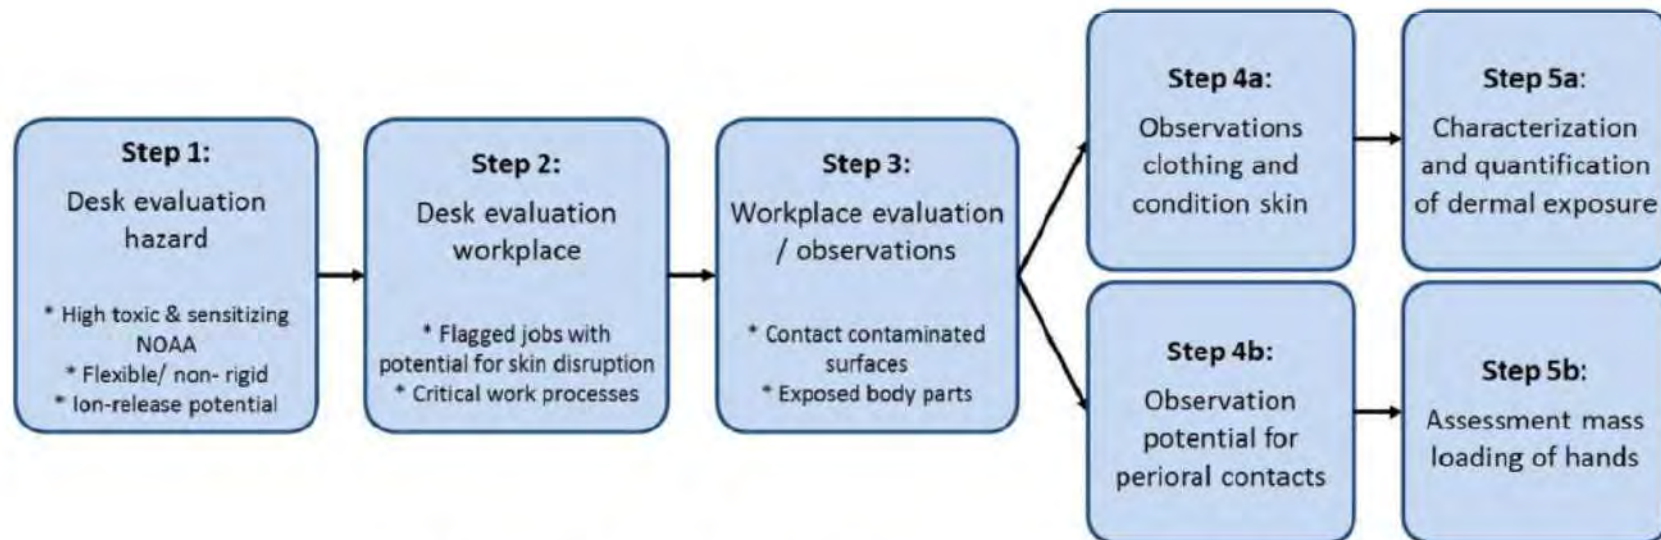 Step 1:
Desk evaluation
hazard
* High toxic & sensitizing
NOAA
* Flexible/ non- rigid
* Ion-release potential
Step 2:
Desk evaluation
workplace
* Flagged jobs with
potential for skin disruption
* Critical work processes
Step 3:
Workplace evaluation
/ observations
* Contact contaminated
surfaces
* Exposed body parts
Step 4a:
Observations
clothing and
condition skin
Step 5a:
Characterization
and quantification
of dermal exposure
Step 4b:
Observation
potential for
perioral contacts
Step 5b:
Assessment mass
loading of hands